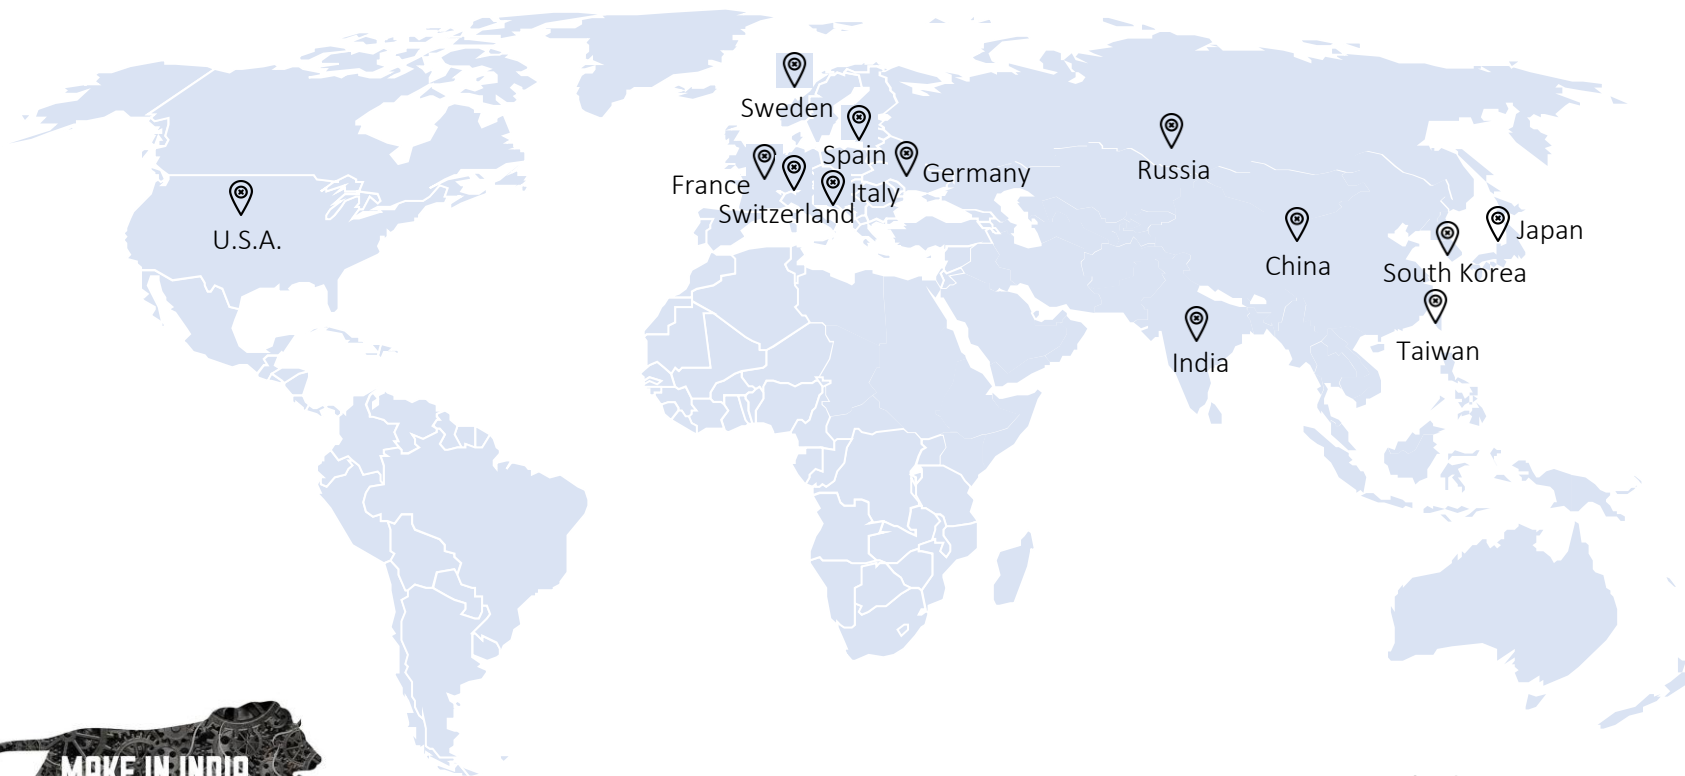 Sweden
Spain
France
Germany
Italy
Switzerland
Russia
U.S.A.
Japan
China
South Korea
India
Taiwan
MAKE IN INDIA